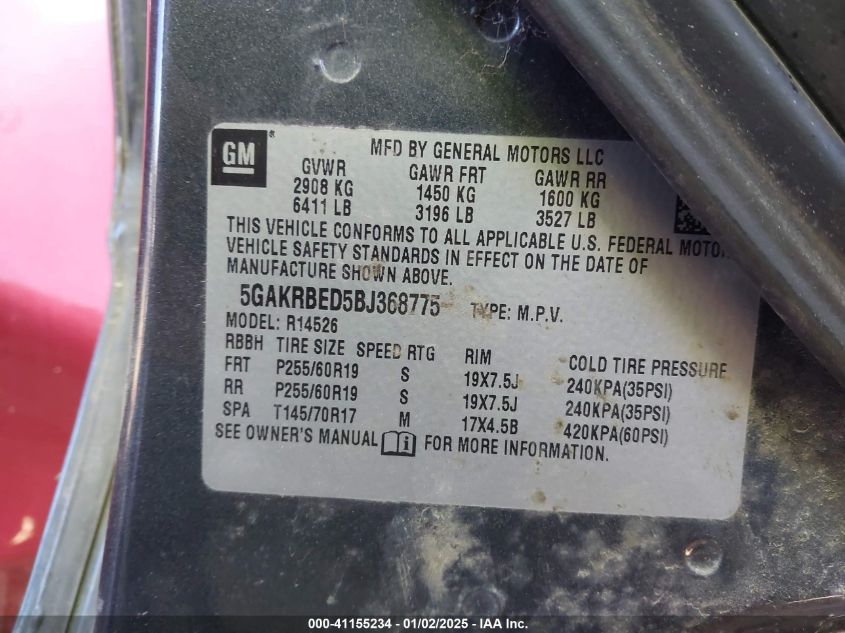 GM ®
MFD BY GENERAL MOTORS LLC
GVWR GAWR FRT GAWR RR
2908 KG 1450 KG 1600 KG
6411 LB 3196 LB 3527 LB
THIS VEHICLE CONFORMS TO ALL APPLICABLE U.S. FEDERAL MOTOR
VEHICLE SAFETY STANDARDS IN EFFECT ON THE DATE OF
MANUFACTURE SHOWN ABOVE.
5GAKRBED5BJ368775 TYPE: M.P.V.
MODEL: R14526
RBBH TIRE SIZE SPEED RTG RIM COLD TIRE PRESSURE
FRT P255/60R19 S 19X7.5J 240KPA(35PSI)
RR P255/60R19 S 19X7.5J 240KPA(35PSI)
SPA T145/70R17 M 17X4.5B 420KPA(60PSI)
SEE OWNER'S MANUAL i FOR MORE INFORMATION.
000-41155234 - 01/02/2025 - IAA Inc.